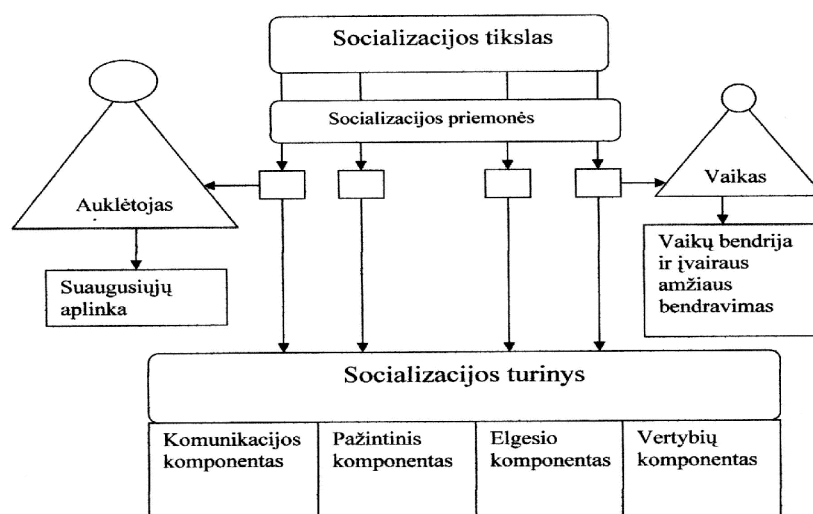 Socializacijos tikslas
Socializacijos priemonės
Auklėtojas
Vaikas
Suaugusiųjų
aplinka
Vaikų bendrija
ir įvairaus
amžiaus
bendravimas
Socializacijos turinys
Komunikacijos
komponentas
Pažintinis
komponentas
Elgesio
komponentas
Vertybių
komponentas